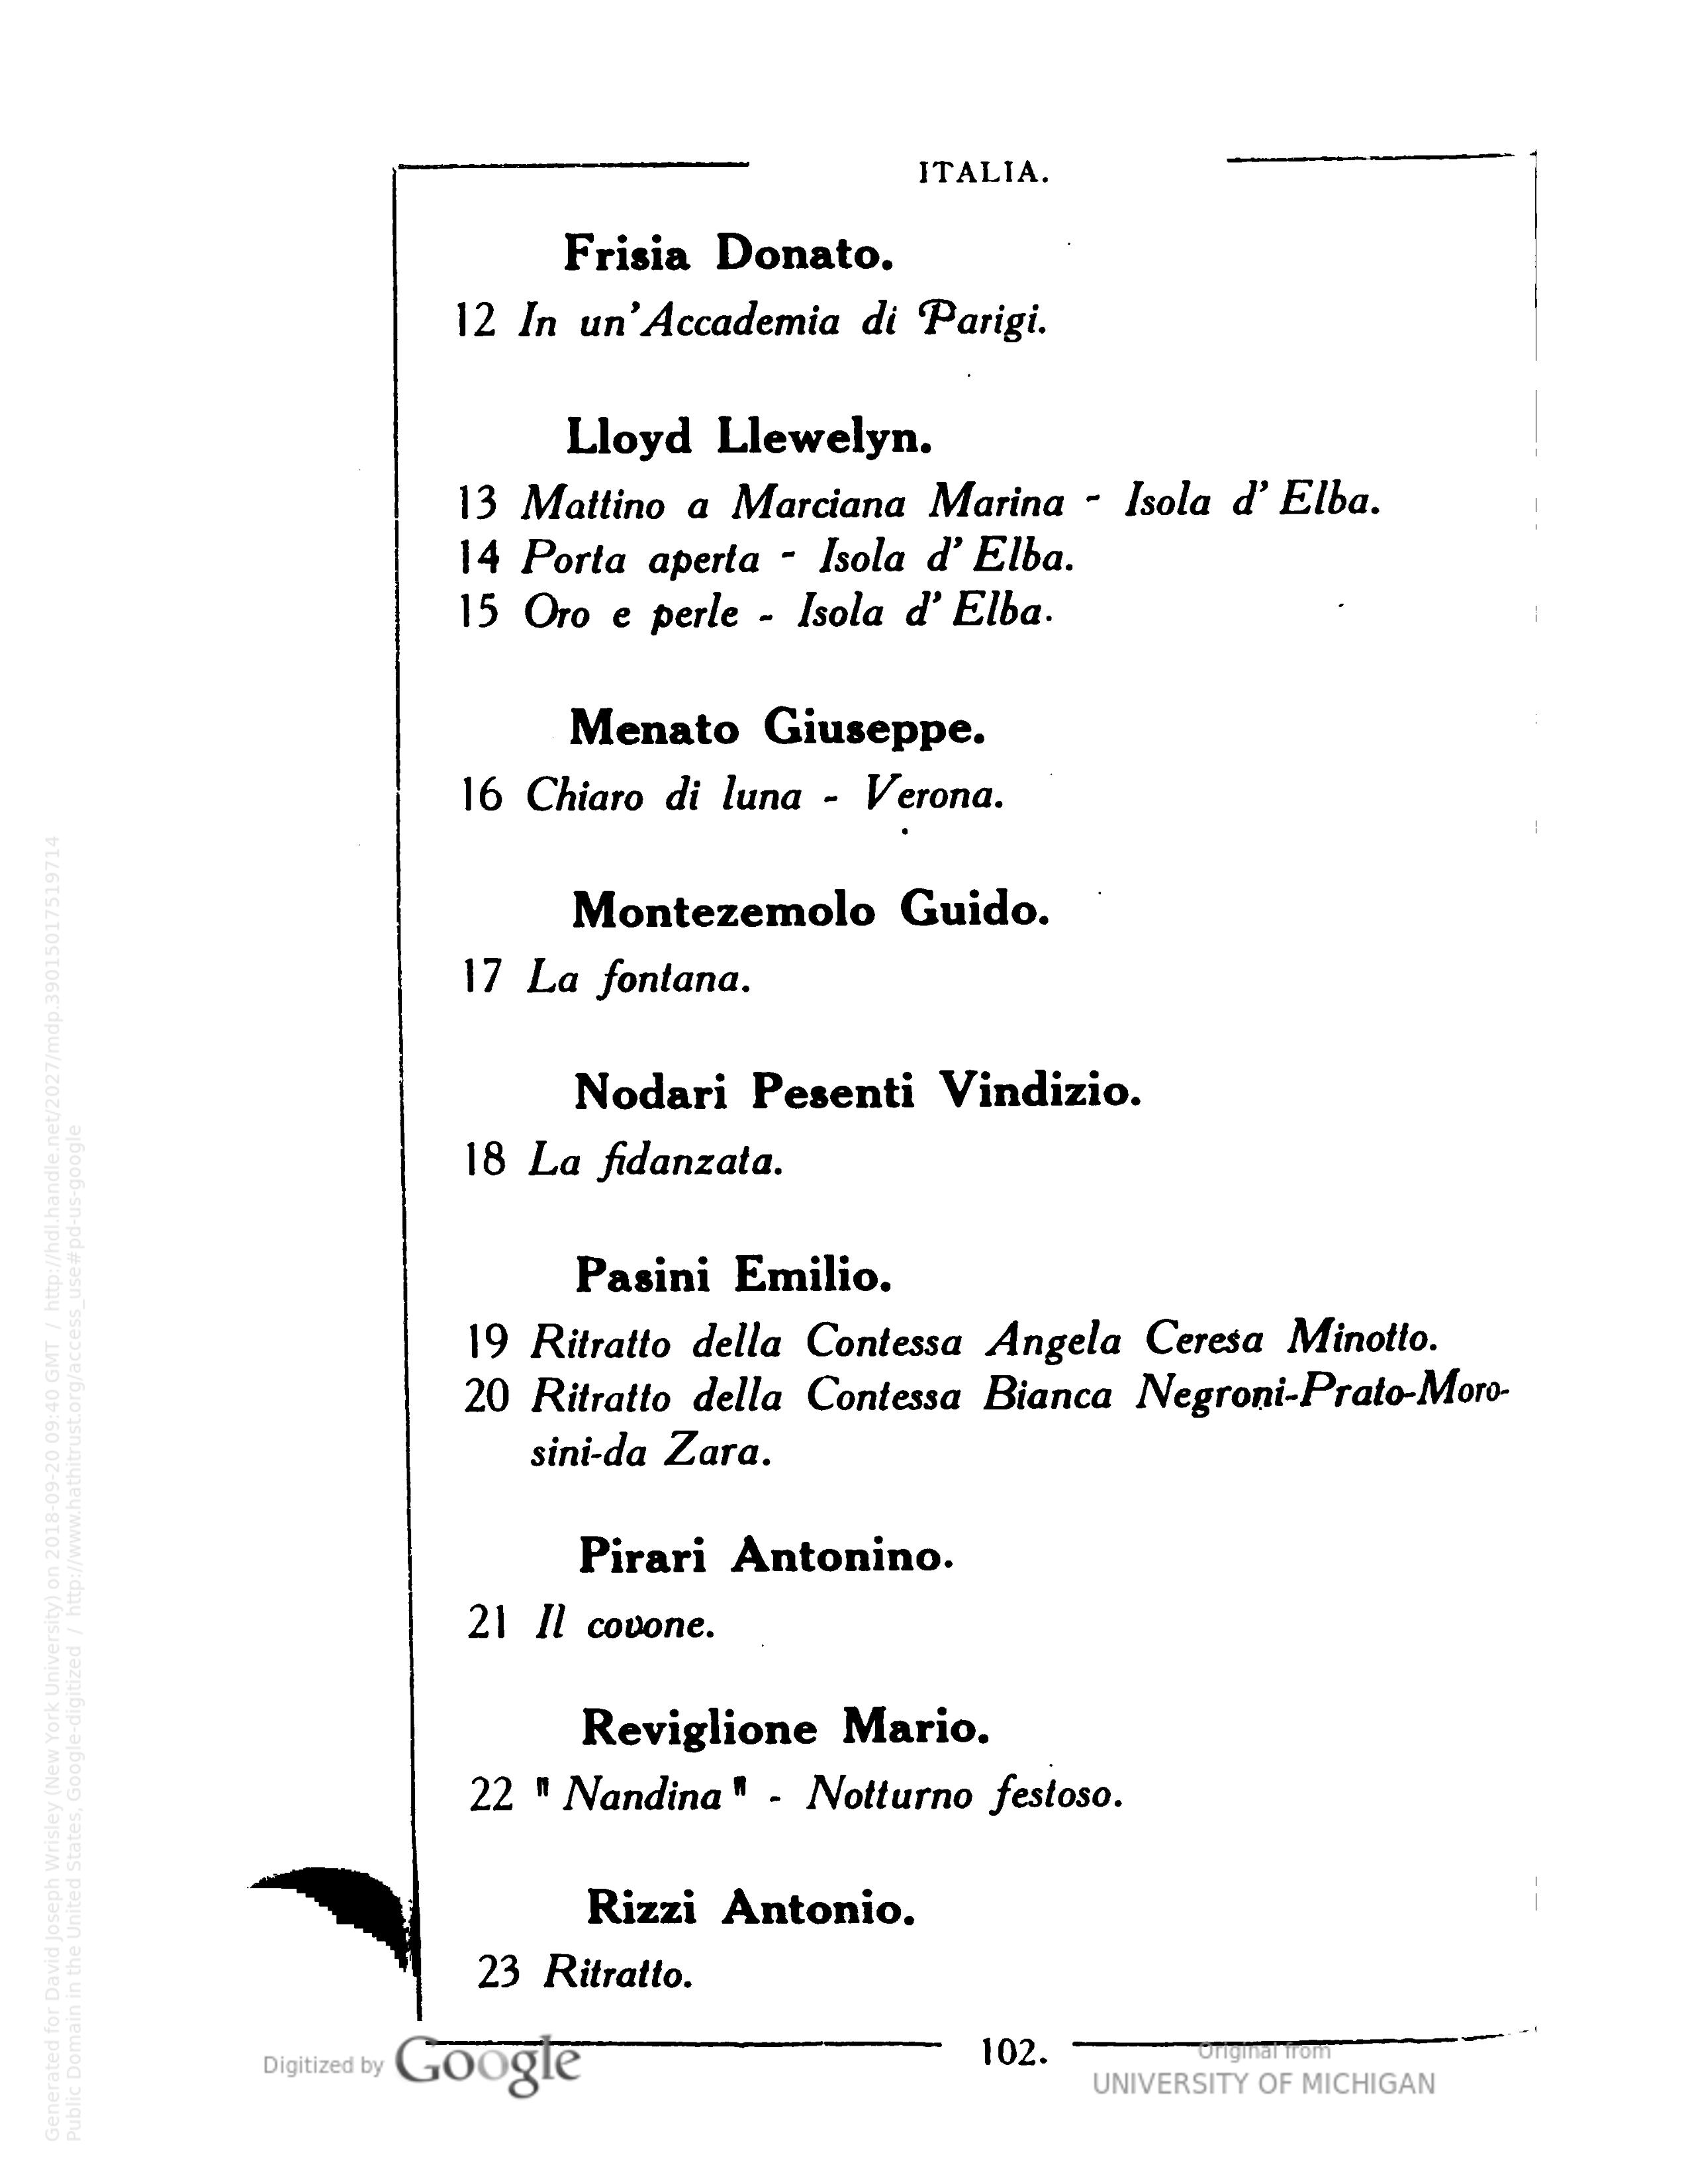 ITALIA.
Frisia Donato.
12 In un'Accademia di Parigi.
Lloyd Llewelyn.
13 Mattino a Marciana Marina - Isola d' Elba.
14 Porta aperta - Isola d' Elba.
15 Oro e perle - Isola d' Elba.
Menato Giuseppe.
16 Chiaro di luna - Verona.
Montezemolo Guido.
17 La fontana.
Nodari Pesenti Vindizio.
18 La fidanzata.
Pasini Emilio.
19 Ritratto della Contessa Angela Ceresa Minotto.
20 Ritratto della Contessa Bianca Negroni-Prato-Moro-
sini-da Zara.
Pirari Antonino.
21 Il covone.
Reviglione Mario.
22 " Nandina " - Notturno festoso.
Rizzi Antonio.
23 Ritratto.
102.
Digitized by Google
Original from
UNIVERSITY OF MICHIGAN
Generated for David Joseph Wrisley (New York University) on 2018-09-20 09:40 GMT / http://hdl.handle.net/2027/mdp.39015017519714
Public Domain in the United States, Google-digitized / http://www.hathitrust.org/access_use#pd-us-google